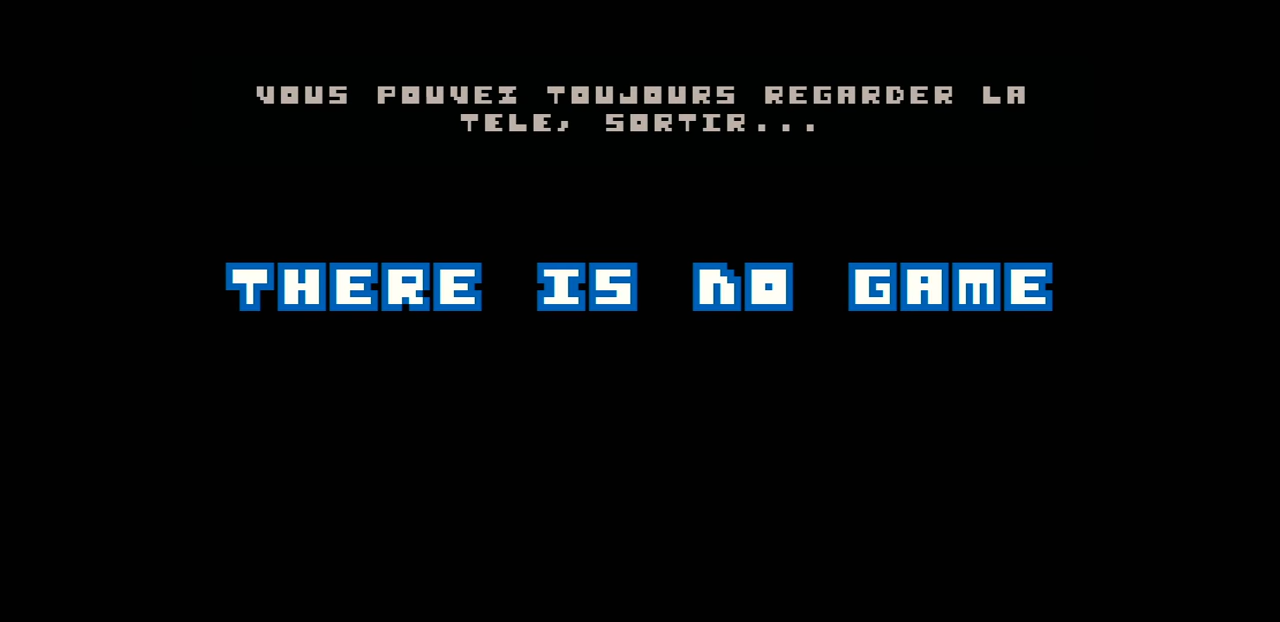 VOUS POUVEZ TOUJOURS REGARDER LA
TELE, SORTIR...
THERE IS NO GAME